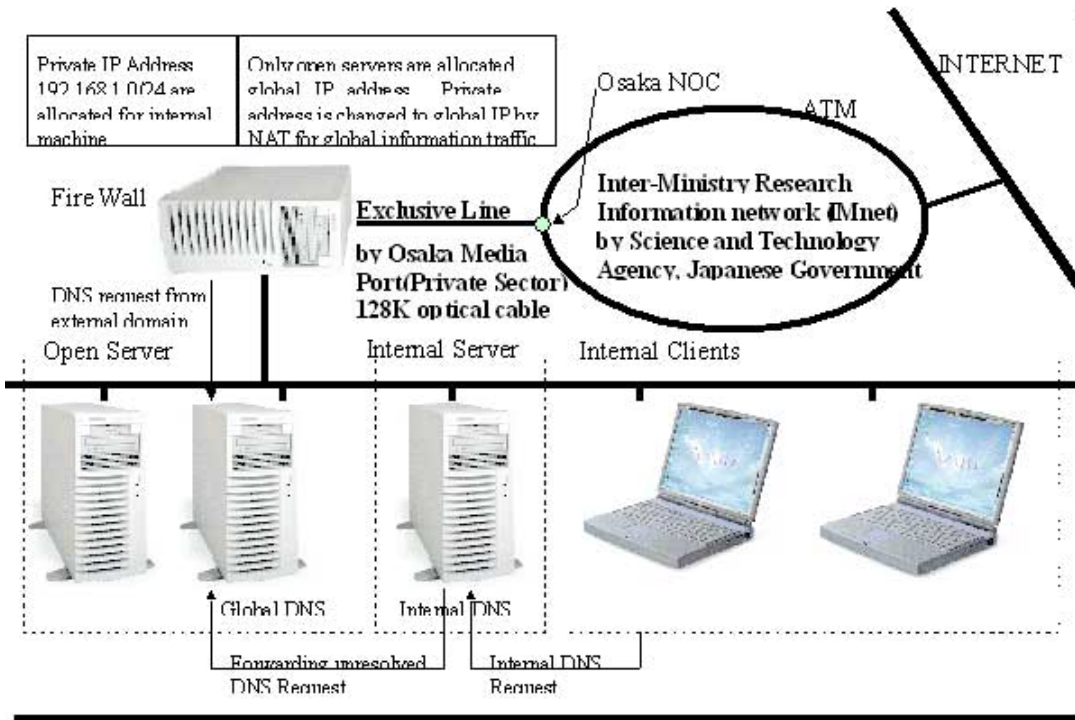 Private IP Address
192.168.1.0/24 are
allocated for internal
machine
Only open servers are allocated
global IP address Private
address is changed to global IP by
NAT for global information traffic
Osaka NOC
INTERNET
ATM
Fire Wall
Exclusive Line
by Osaka Media
Port(Private Sector)
128K optical cable
Inter-Ministry Research
Information network (IMnet)
by Science and Technology
Agency, Japanese Government
DNS request from
external domain
Open Server
Internal Server
Internal Clients
Global DNS
Internal DNS
Forwarding unresolved
DNS Request
Internal DNS
Request